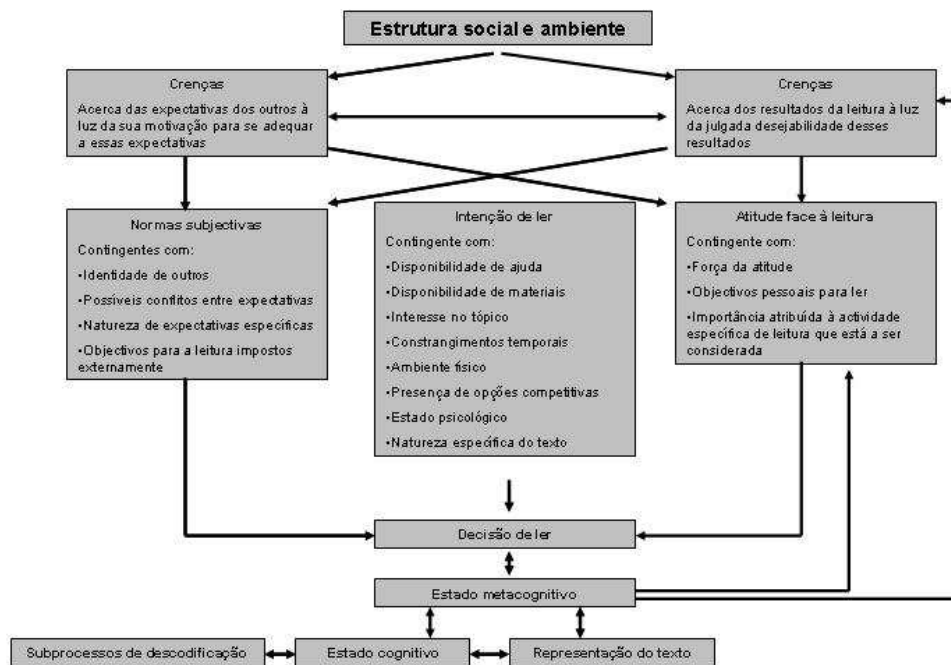 Estrutura social e ambiente
Crenças
Acerca das expectativas dos outros à
luz da sua motivação para se adequar
a essas expectativas
Crenças
Acerca dos resultados da leitura à luz
da julgada desejabilidade desses
resultados
Normas subjectivas
Contingentes com:
•Identidade de outros
•Possíveis conflitos entre expectativas
•Natureza de expectativas específicas
•Objectivos para a leitura impostos
externamente
Intenção de ler
Contingente com:
•Disponibilidade de ajuda
•Disponibilidade de materiais
•Interesse no tópico
•Constrangimentos temporais
•Ambiente físico
•Presença de opções competitivas
•Estado psicológico
•Natureza específica do texto
Atitude face à leitura
Contingente com:
•Força da atitude
•Objectivos pessoais para ler
•Importância atribuída à actividade
específica de leitura que está a ser
considerada
Decisão de ler
Estado metacognitivo
Subprocessos de descodificação
Estado cognitivo
Representação do texto